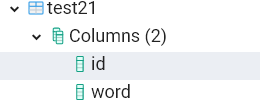 test21
Columns (2)
id
word